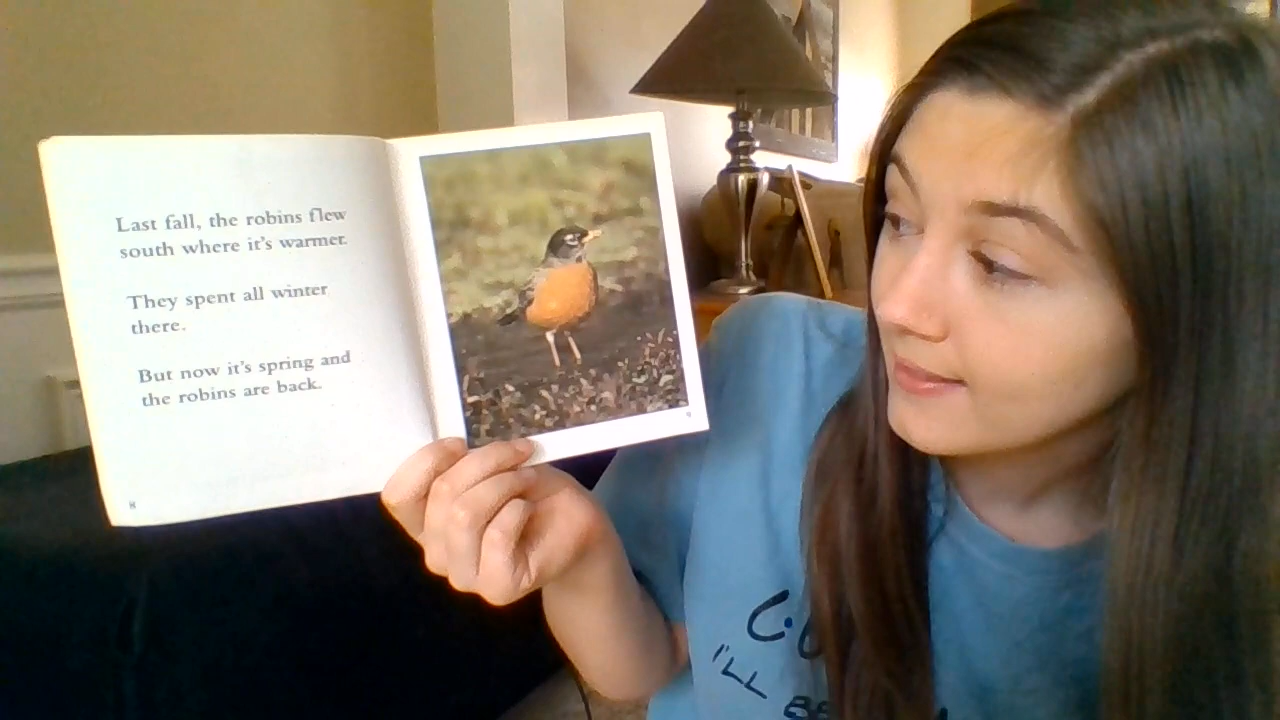 Last fall, the robins flew
south where it's warmer.
They spent all winter
there.
But now it's spring and
the robins are back.
8
9